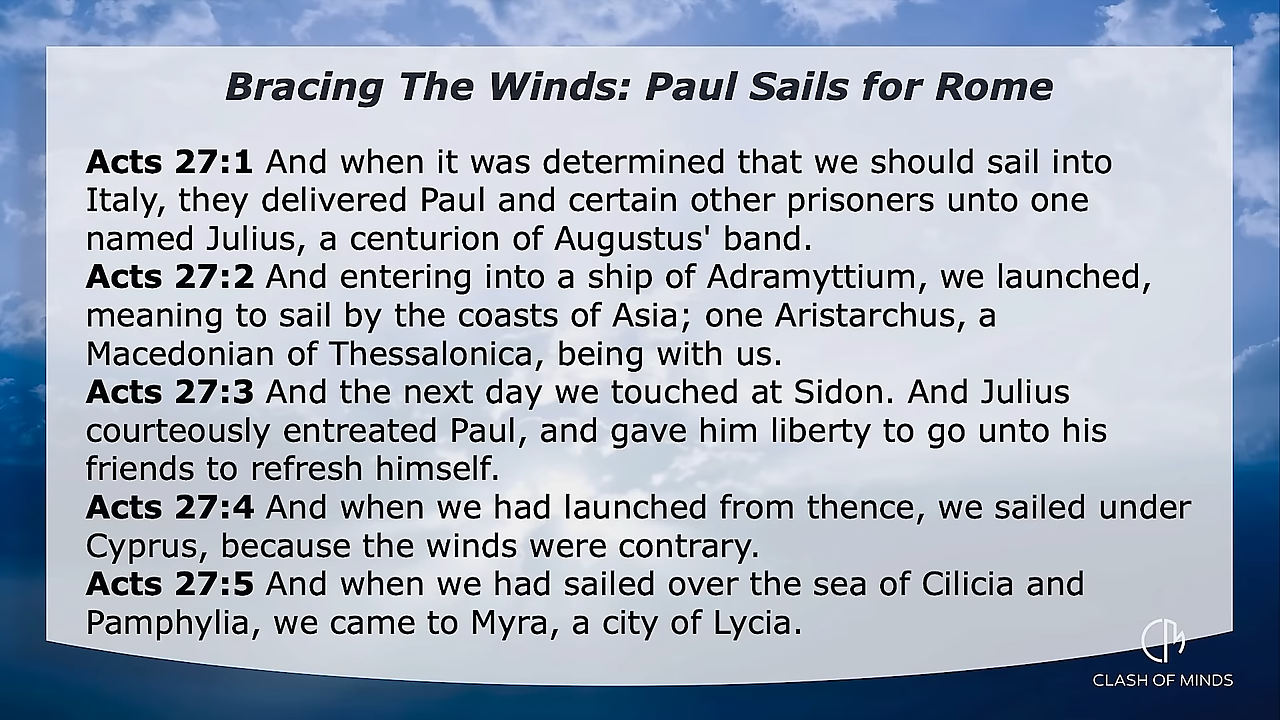 Bracing The Winds: Paul Sails for Rome
Acts 27:1 And when it was determined that we should sail into
Italy, they delivered Paul and certain other prisoners unto one
named Julius, a centurion of Augustus' band.
Acts 27:2 And entering into a ship of Adramyttium, we launched,
meaning to sail by the coasts of Asia; one Aristarchus, a
Macedonian of Thessalonica, being with us.
Acts 27:3 And the next day we touched at Sidon. And Julius
courteously entreated Paul, and gave him liberty to go unto his
friends to refresh himself.
Acts 27:4 And when we had launched from thence, we sailed under
Cyprus, because the winds were contrary.
Acts 27:5 And when we had sailed over the sea of Cilicia and
Pamphylia, we came to Myra, a city of Lycia.
CLASH OF MINDS